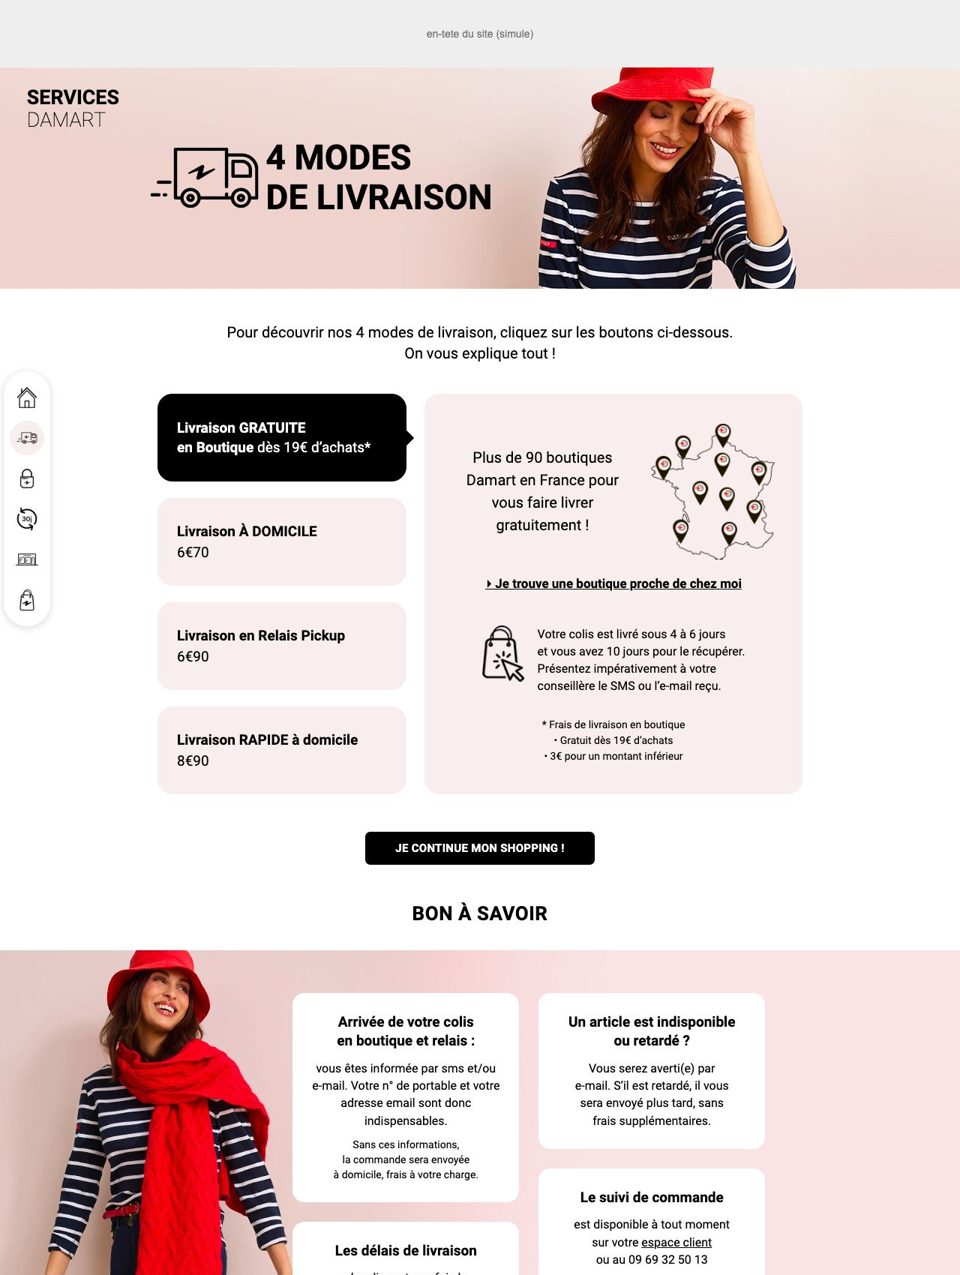 en-tete du site (simule)
SERVICES
DAMART
4 MODES
DE LIVRAISON
Pour découvrir nos 4 modes de livraison, cliquez sur les boutons ci-dessous.
On vous explique tout !
Livraison GRATUITE
en Boutique dès 19€ d’achats*
Livraison À DOMICILE
6€70
Livraison en Relais Pickup
6€90
Livraison RAPIDE à domicile
8€90
Plus de 90 boutiques
Damart en France pour
vous faire livrer
gratuitement !
Je trouve une boutique proche de chez moi
Votre colis est livré sous 4 à 6 jours
et vous avez 10 jours pour le récupérer.
Présentez impérativement à votre
conseillère le SMS ou l’e-mail reçu.
* Frais de livraison en boutique
• Gratuit dès 19€ d’achats
• 3€ pour un montant inférieur
30j
JE CONTINUE MON SHOPPING !
BON À SAVOIR
Arrivée de votre colis
en boutique et relais :
vous êtes informée par sms et/ou
e-mail. Votre n° de portable et votre
adresse email sont donc
indispensables.
Sans ces informations,
la commande sera envoyée
à domicile, frais à votre charge.
Les délais de livraison
Un article est indisponible
ou retardé ?
Vous serez averti(e) par
e-mail. S’il est retardé, il vous
sera envoyé plus tard, sans
frais supplémentaires.
Le suivi de commande
est disponible à tout moment
sur votre espace client
ou au 09 69 32 50 13